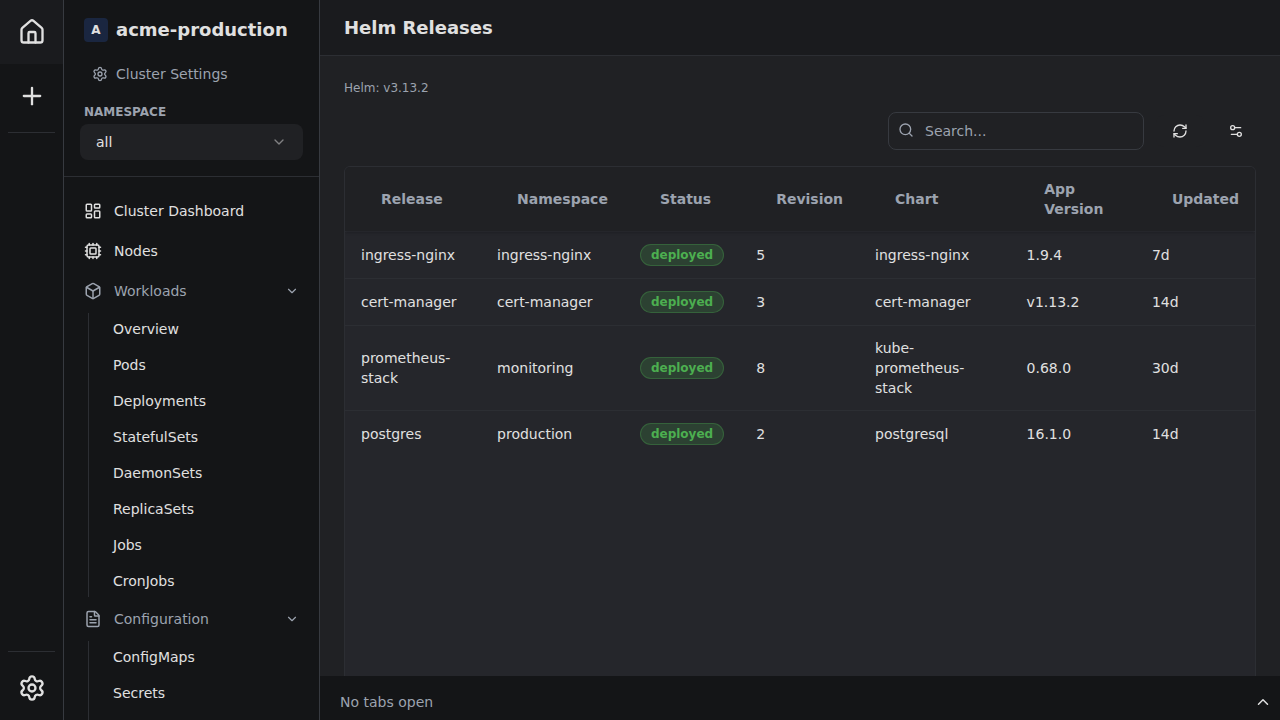 A acme-production
Cluster Settings
NAMESPACE
all
Cluster Dashboard
Nodes
Workloads
Overview
Pods
Deployments
StatefulSets
DaemonSets
ReplicaSets
Jobs
CronJobs
Configuration
ConfigMaps
Secrets
Helm Releases
Helm: v3.13.2
Search...
Release Namespace Status Revision Chart App Version Updated
ingress-nginx ingress-nginx deployed 5 ingress-nginx 1.9.4 7d
cert-manager cert-manager deployed 3 cert-manager v1.13.2 14d
prometheus-stack monitoring deployed 8 kube-prometheus-stack 0.68.0 30d
postgres production deployed 2 postgresql 16.1.0 14d
No tabs open